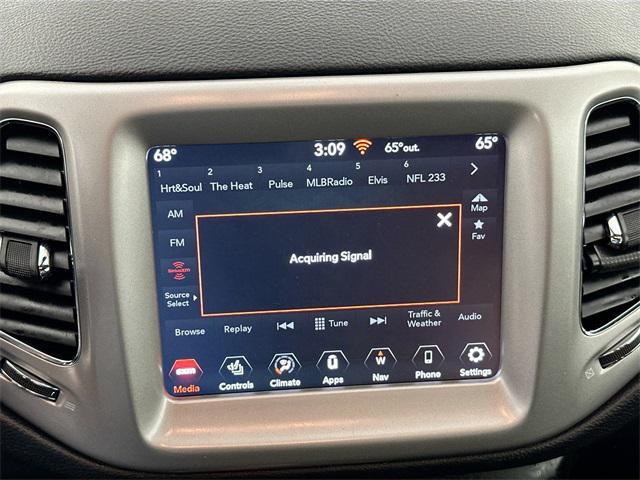 68° 3:09 65°out. 65°
1 2 3 4 5 6
Hrt&Soul The Heat Pulse MLBRadio Elvis NFL 233
AM
Map
FM
Fav
Acquiring Signal
SiriusXM
Source
Select
Browse Replay Tune Traffic & Audio
Weather
W
Media Controls Climate Apps Nav Phone Settings